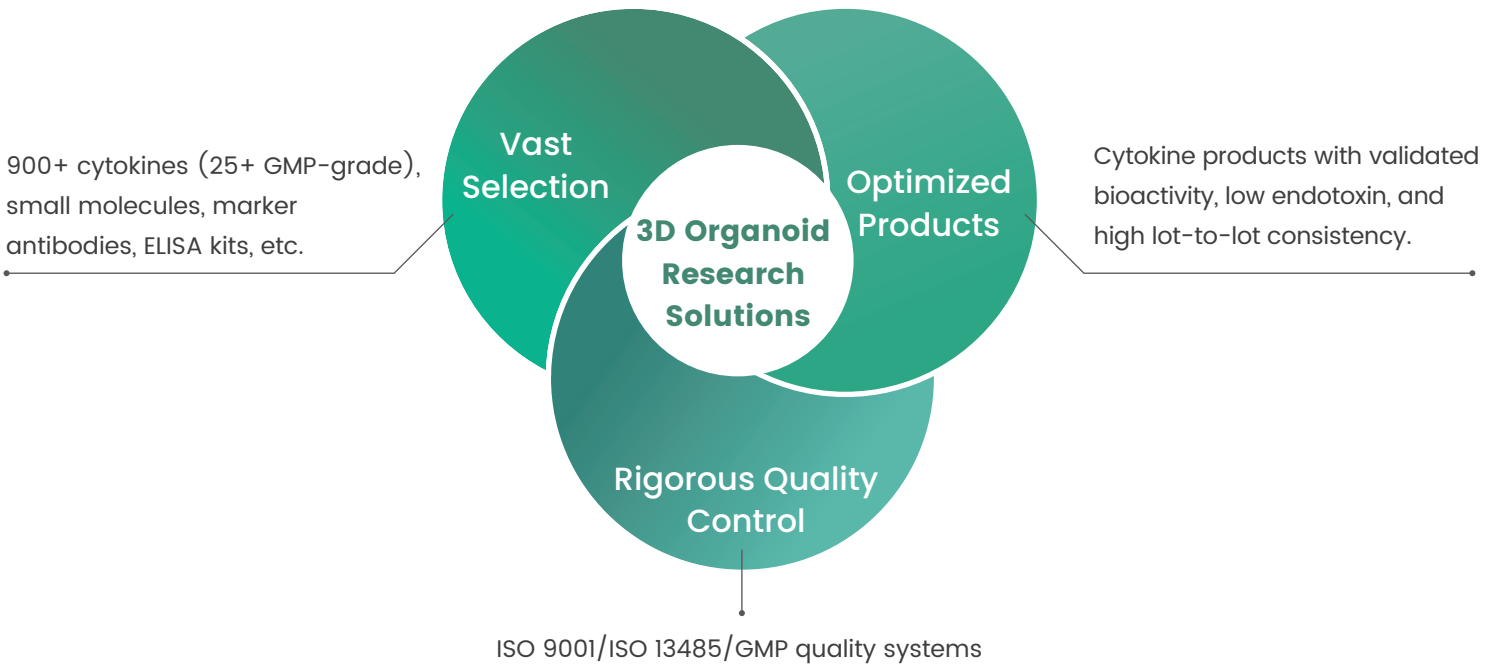 900+ cytokines (25+ GMP-grade),
small molecules, marker
antibodies, ELISA kits, etc.
Vast
Selection
3D Organoid
Research
Solutions
Optimized
Products
Cytokine products with validated
bioactivity, low endotoxin, and
high lot-to-lot consistency.
Rigorous Quality
Control
ISO 9001/ISO 13485/GMP quality systems